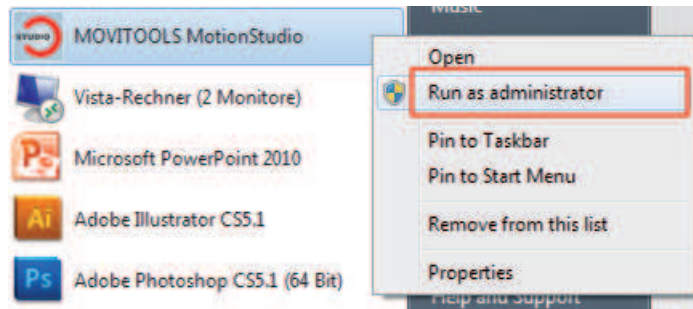 Music
STUDIO
MOVITOOLS MotionStudio
Vista-Rechner (2 Monitore)
Microsoft PowerPoint 2010
Ai
Adobe Illustrator CS5.1
Ps
Adobe Photoshop CS5.1 (64 Bit)
Open
Run as administrator
Pin to Taskbar
Pin to Start Menu
Remove from this list
Properties
Help and Support